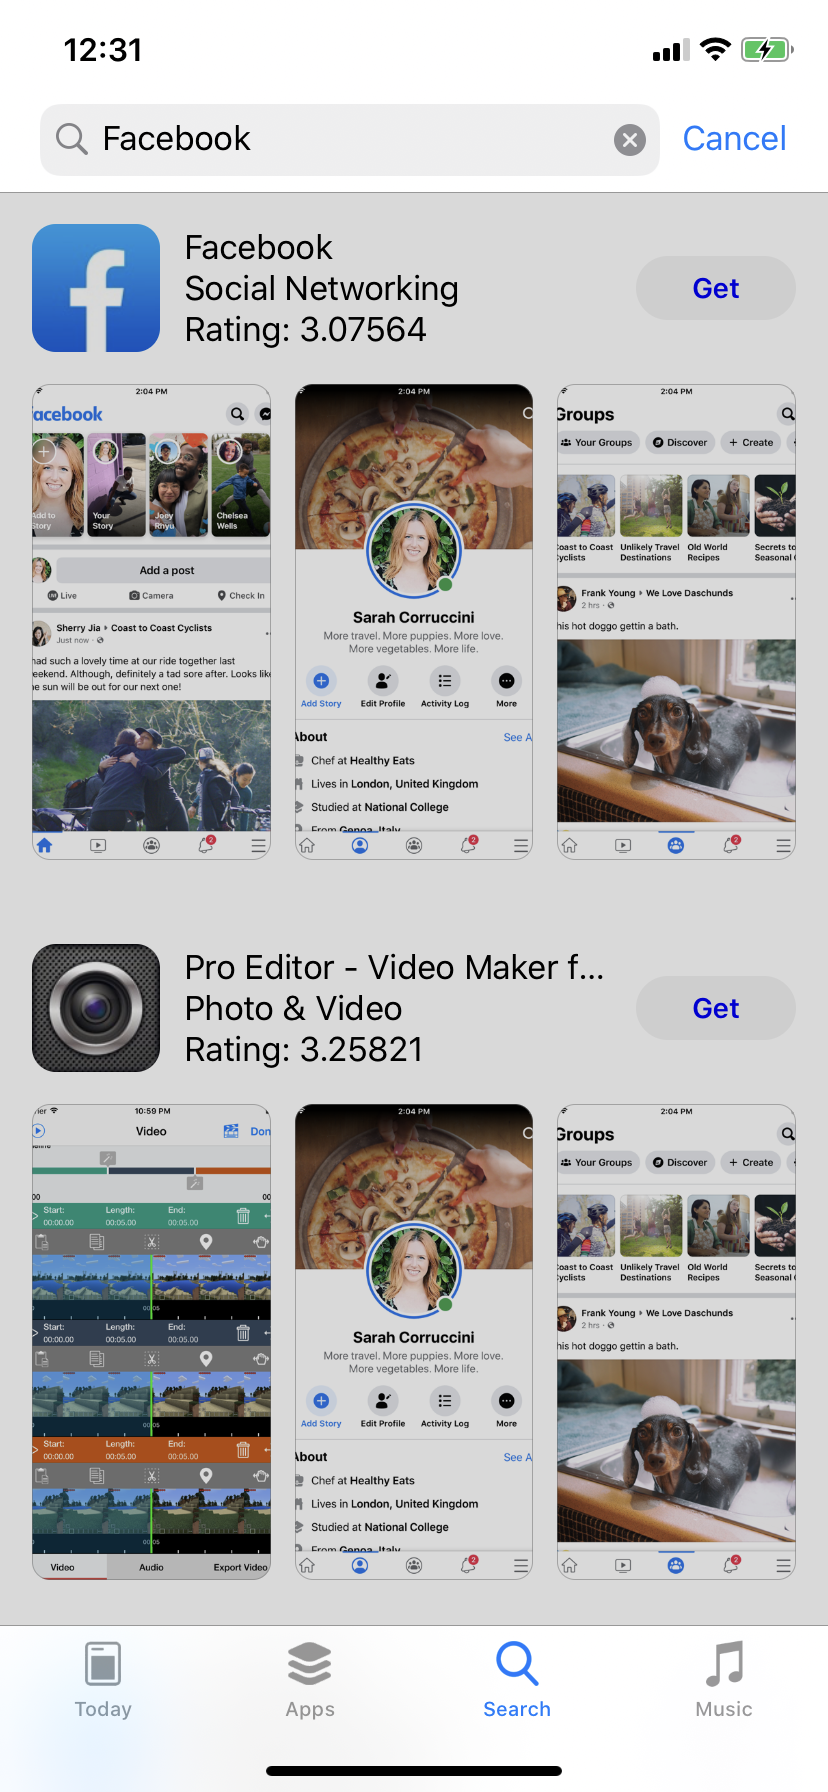 12:31
Facebook
Cancel
Facebook
Social Networking
Rating: 3.07564
Get
2:04 PM
acebook
Add to Story
Your Story
Joey Rhyu
Chelsea Wells
Add a post
Live
Camera
Check In
Sherry Jia ▸ Coast to Coast Cyclists
Just now
had such a lovely time at our ride together last
eekend. Although, definitely a tad sore after. Looks lik
e sun will be out for our next one!
2
2:04 PM
Sarah Corruccini
More travel. More puppies. More love.
More vegetables. More life.
Add Story
Edit Profile
Activity Log
More
About
See A
Chef at Healthy Eats
Lives in London, United Kingdom
Studied at National College
From Genoa, Italy
2
2:04 PM
Groups
Your Groups
Discover
+ Create
oast to Coast
yclists
Unlikely Travel
Destinations
Old World
Recipes
Secrets to
Seasonal
Frank Young ▸ We Love Daschunds
2 hrs
his hot doggo gettin a bath.
2
Pro Editor - Video Maker f...
Photo & Video
Rating: 3.25821
Get
ier
10:59 PM
Video
Don
00
00
Start:
00:00.00
Length:
00:05.00
End:
00:05.00
00:05
Start:
00:00.00
Length:
00:05.00
End:
00:05.00
00:05
Start:
00:00.00
Length:
00:05.00
End:
00:05.00
00:05
Video
Audio
Export Video
2:04 PM
Sarah Corruccini
More travel. More puppies. More love.
More vegetables. More life.
Add Story
Edit Profile
Activity Log
More
About
See A
Chef at Healthy Eats
Lives in London, United Kingdom
Studied at National College
From Genoa, Italy
2
2:04 PM
Groups
Your Groups
Discover
+ Create
oast to Coast
yclists
Unlikely Travel
Destinations
Old World
Recipes
Secrets to
Seasonal
Frank Young ▸ We Love Daschunds
2 hrs
his hot doggo gettin a bath.
2
Today
Apps
Search
Music